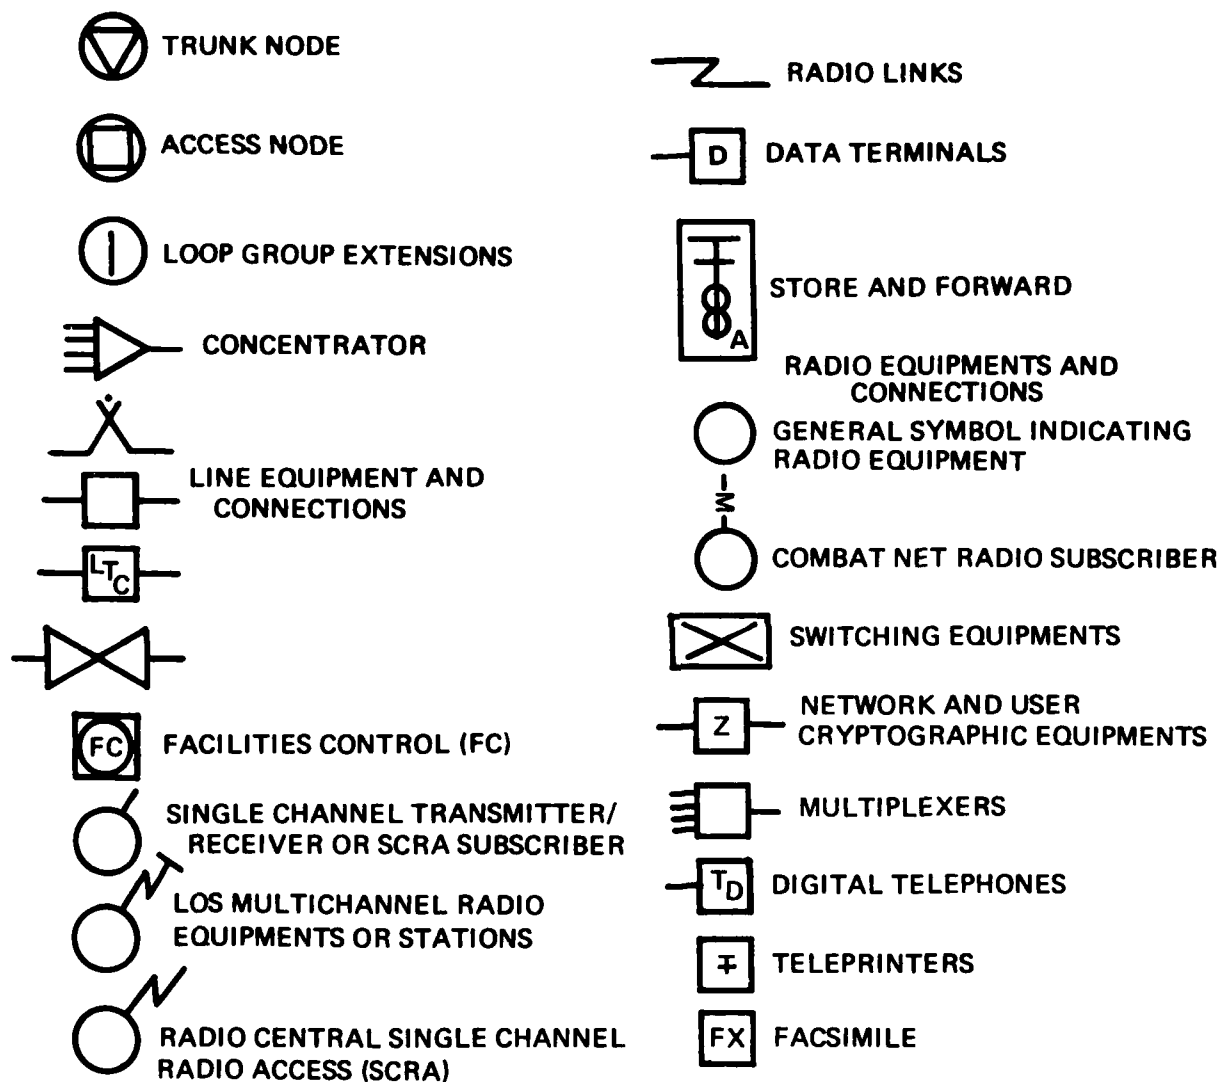 TRUNK NODE
ACCESS NODE
LOOP GROUP EXTENSIONS
CONCENTRATOR
LINE EQUIPMENT AND
CONNECTIONS
LTC
FC
FACILITIES CONTROL (FC)
SINGLE CHANNEL TRANSMITTER/
RECEIVER OR SCRA SUBSCRIBER
LOS MULTICHANNEL RADIO
EQUIPMENTS OR STATIONS
RADIO CENTRAL SINGLE CHANNEL
RADIO ACCESS (SCRA)
RADIO LINKS
D
DATA TERMINALS
A
STORE AND FORWARD
RADIO EQUIPMENTS AND
CONNECTIONS
GENERAL SYMBOL INDICATING
RADIO EQUIPMENT
M
COMBAT NET RADIO SUBSCRIBER
SWITCHING EQUIPMENTS
Z
NETWORK AND USER
CRYPTOGRAPHIC EQUIPMENTS
MULTIPLEXERS
TD
DIGITAL TELEPHONES
TELEPRINTERS
FX
FACSIMILE